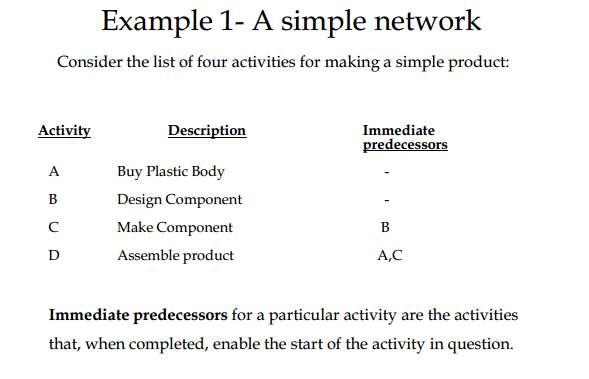 Example 1- A simple network
Consider the list of four activities for making a simple product:
Activity Description Immediate predecessors
A Buy Plastic Body -
B Design Component -
C Make Component B
D Assemble product A,C
Immediate predecessors for a particular activity are the activities
that, when completed, enable the start of the activity in question.